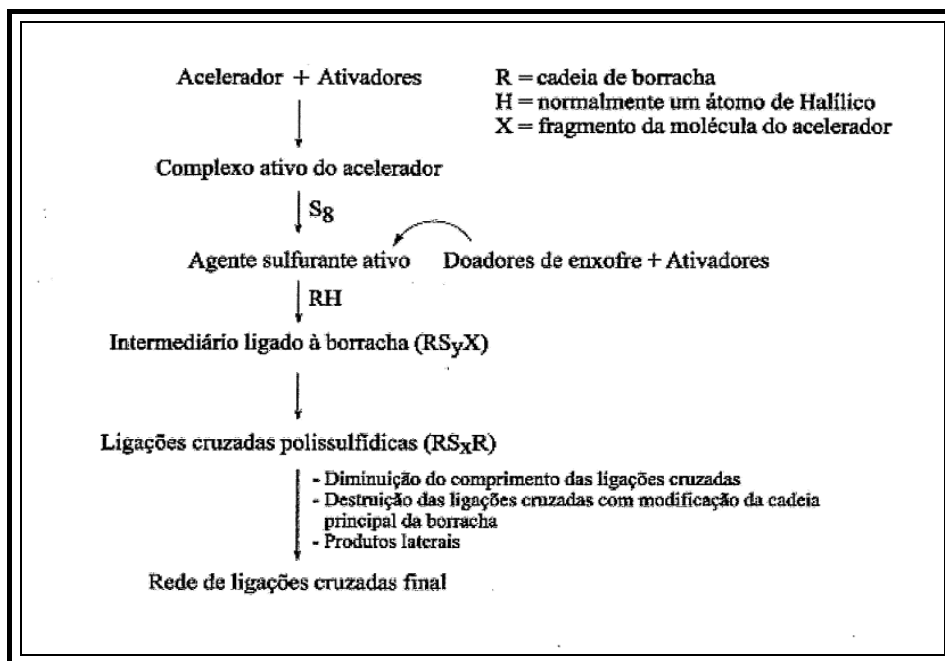 Acelerador + Ativadores
R = cadeia de borracha
H = normalmente um átomo de Halílico
X = fragmento da molécula do acelerador
Complexo ativo do acelerador
S8
Agente sulfurante ativo
Doadores de enxofre + Ativadores
RH
Intermediário ligado à borracha (RSyX)
Ligações cruzadas polissulfídicas (RSxR)
- Diminuição do comprimento das ligações cruzadas
- Destruição das ligações cruzadas com modificação da cadeia
principal da borracha
- Produtos laterais
Rede de ligações cruzadas final